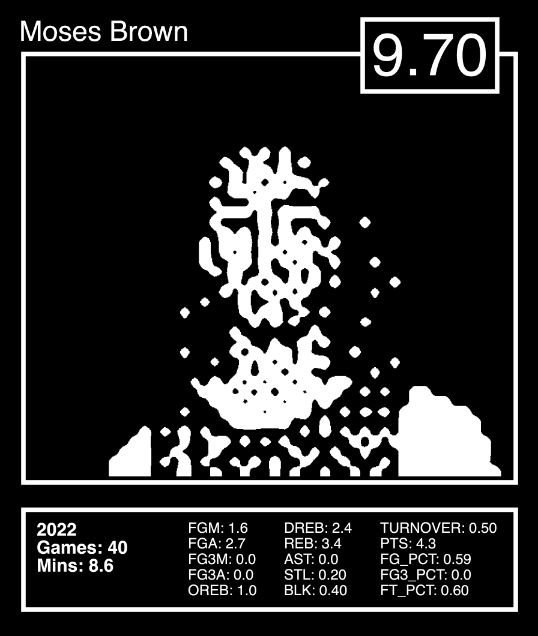 Moses Brown
9.70
2022
Games: 40
Mins: 8.6
FGM: 1.6
FGA: 2.7
FG3M: 0.0
FG3A: 0.0
OREB: 1.0
DREB: 2.4
REB: 3.4
AST: 0.0
STL: 0.20
BLK: 0.40
TURNOVER: 0.50
PTS: 4.3
FG_PCT: 0.59
FG3_PCT: 0.0
FT_PCT: 0.60